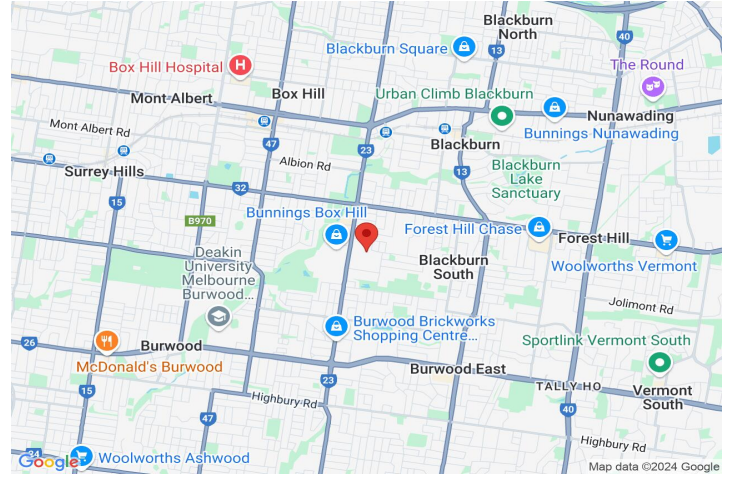 Blackburn
North
13
40
Blackburn Square
Box Hill Hospital
H
The Round
Mont Albert
Box Hill
Urban Climb Blackburn
Nunawading
Bunnings Nunawading
Mont Albert Rd
47
23
Blackburn
Albion Rd
Surrey Hills
13
Blackburn
Lake
Sanctuary
32
15
B970
Bunnings Box Hill
Forest Hill Chase
Forest Hill
Deakin
University
Melbourne
Burwood...
Blackburn
South
Woolworths Vermont
Jolimont Rd
Burwood Brickworks
Shopping Centre...
Sportlink Vermont South
26
Burwood
McDonald's Burwood
Burwood East
TALLY HO
Vermont
South
15
23
Highbury Rd
47
40
Highbury Rd
24
Google
Woolworths Ashwood
Map data ©2024 Google